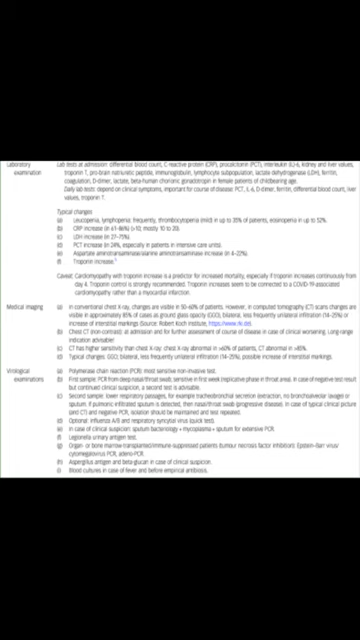 Laboratory examination
Lab tests at admission: differential blood count, C-reactive protein (CRP), procalcitonin (PCT), interleukin (IL)-6, kidney and liver values,
troponin T, pro-brain natriuretic peptide, immunoglobulin, lymphocyte subpopulation, lactate dehydrogenase (LDH), ferritin,
coagulation, D-dimer, lactate, beta-human chorionic gonadotropin in female patients of childbearing age.
Daily lab tests: depend on clinical symptoms, important for course of disease: PCT, IL-6, D-dimer, ferritin, differential blood count, liver
values, troponin T.
Typical changes
(a) Leucopenia, lymphopenia: frequently, thrombocytopenia (mild) in up to 35% of patients, eosinopenia in up to 52%.
(b) CRP increase (in 61-86%) (>10; mostly 10 to 20).
(c) LDH increase (in 27-75%).
(d) PCT increase (in 24%, especially in patients in intensive care units).
(e) Aspartate aminotransaminase/alanine aminotransaminase increase (in 4-22%).
(f) Troponin increase.
Caveat: Cardiomyopathy with troponin increase is a predictor for increased mortality, especially if troponin increases continuously from
day 4. Troponin control is strongly recommended. Troponin increases seem to be connected to a COVID-19-associated
cardiomyopathy rather than a myocardial infarction.
Medical imaging
(a) In conventional chest X-ray, changes are visible in 50-60% of patients. However, in computed tomography (CT) scans changes are
visible in approximately 85% of cases as ground glass opacity (GGO), bilateral, less frequently unilateral infiltration (14-25%) or
increase of interstitial markings (Source: Robert Koch Institute, https://www.rki.de).
(b) Chest CT (non-contrast): at admission and for further assessment of course of disease in case of clinical worsening. Lung-range
indication advisable!
(c) CT has higher sensitivity than chest X-ray: chest X-ray abnormal in >60% of patients, CT abnormal in >85%.
(d) Typical changes: GGO, bilateral, less frequently unilateral infiltration (14-25%), possible increase of interstitial markings.
Virological examinations
(a) Polymerase chain reaction (PCR): most sensitive non-invasive test.
(b) First sample: PCR from deep nasal/throat swab; sensitive in first week (replicative phase in throat area). In case of negative test result
but continued clinical suspicion, a second test is advisable.
(c) Second sample: lower respiratory passages, for example tracheobronchial secretion extraction, no bronchoalveolar lavage) or
sputum. If pulmonic infiltrated sputum is detected, then nasal/throat swab (progressive disease). In case of typical clinical picture
(and CT) and negative PCR, isolation should be maintained and test repeated.
(d) Optional: influenza A/B and respiratory syncytial virus (quick test).
(e) In case of clinical suspicion: sputum bacteriology + mycoplasma + sputum for extensive PCR.
(f) Legionella urinary antigen test.
(g) Organ- or bone marrow-transplanted/immune-suppressed patients (tumour necrosis factor inhibition): Epstein-Barr virus/
cytomegalovirus PCR, adeno-PCR.
(h) Aspergillus antigen and beta-glucan in case of clinical suspicion.
(i) Blood cultures in case of fever and before empirical antibiosis.